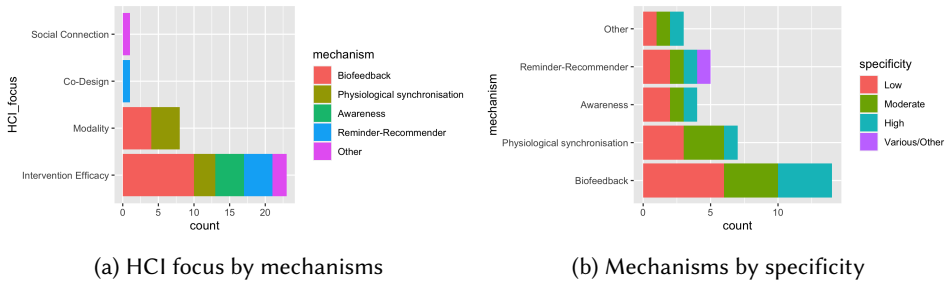 HCI_focus
Social Connection
Co-Design
Modality
Intervention Efficacy
0 5 10 15 20
count
mechanism
Biofeedback
Physiological synchronisation
Awareness
Reminder-Recommender
Other
(a) HCI focus by mechanisms
mechanism
Other
Reminder-Recommender
Awareness
Physiological synchronisation
Biofeedback
0 5 10
count
specificity
Low
Moderate
High
Various/Other
(b) Mechanisms by specificity